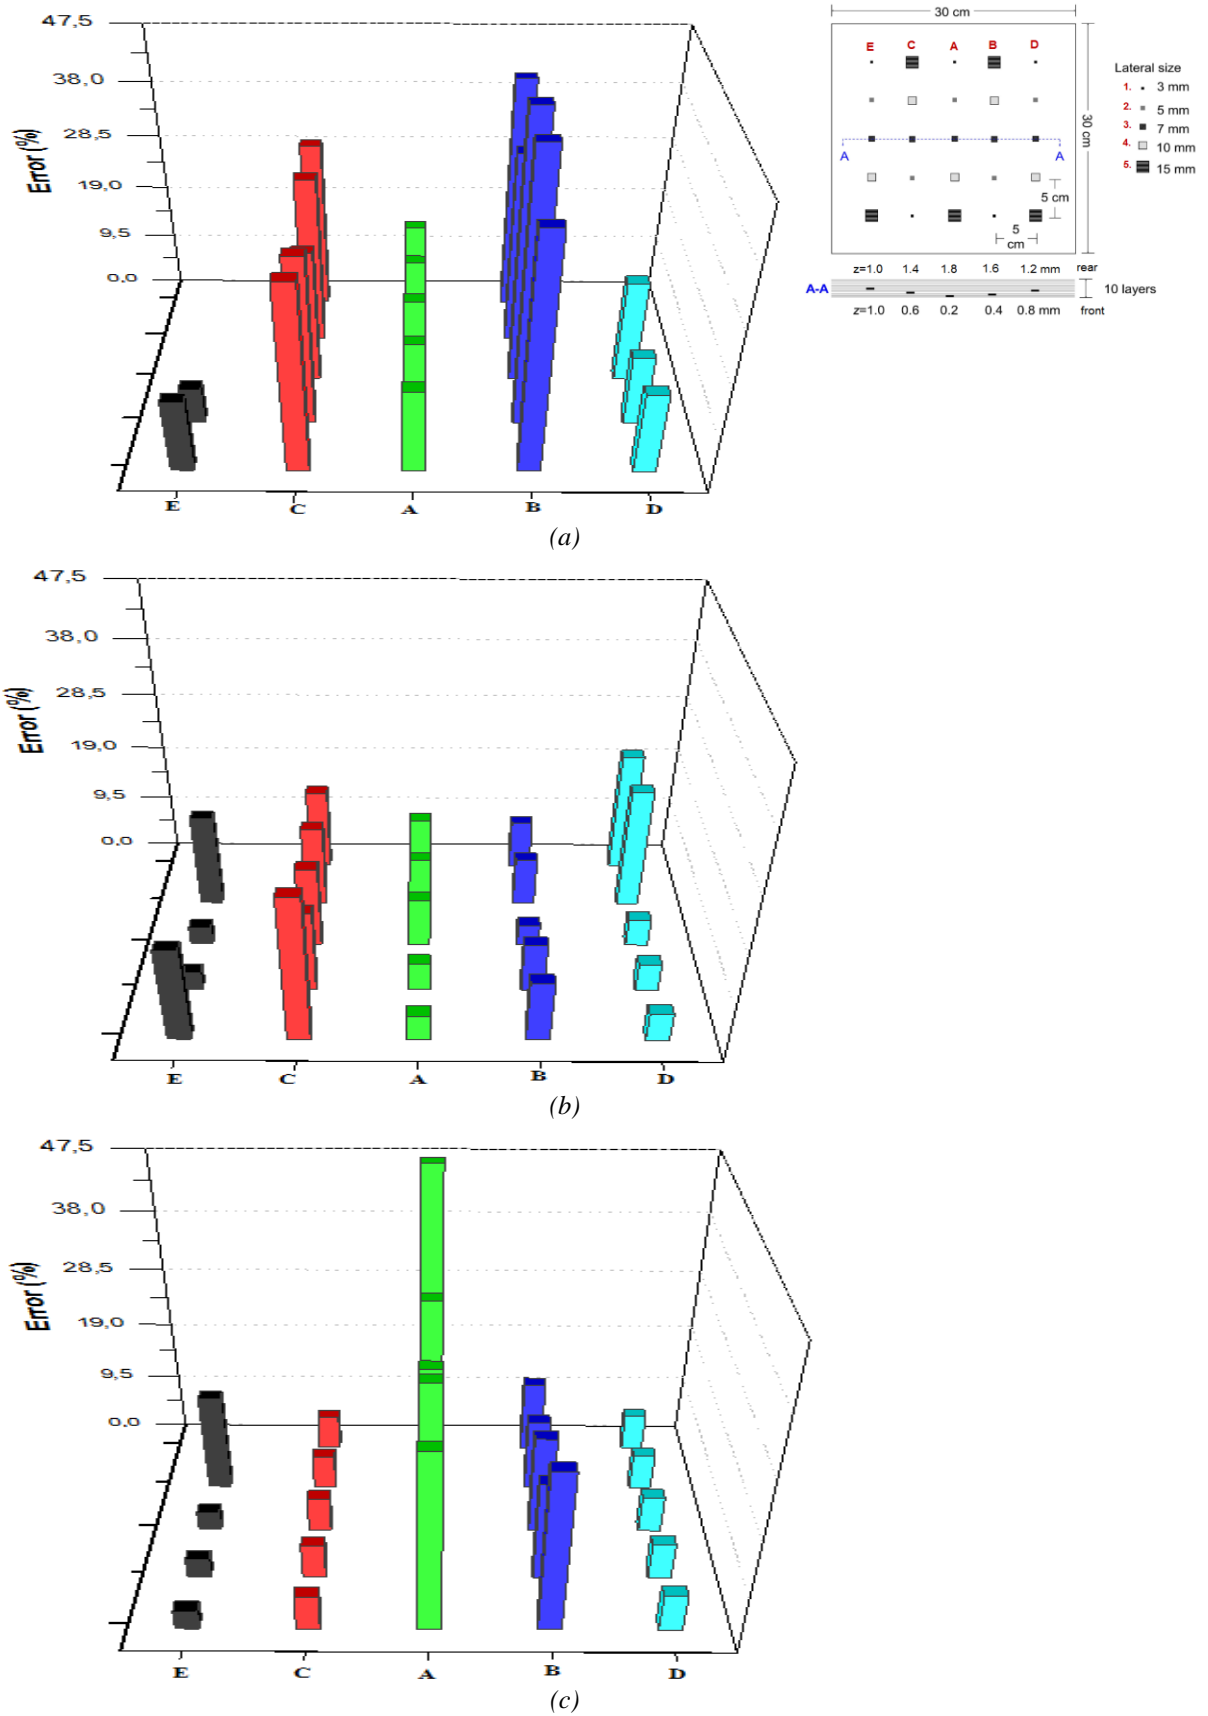 47,5
38,0
28,5
19,0
9,5
0,0
Error (%)
E C A B D
(a)
30 cm
E C A B D
A A
5 cm
5
cm
30 cm
Lateral size
1. 3 mm
2. 5 mm
3. 7 mm
4. 10 mm
5. 15 mm
z=1.0 1.4 1.8 1.6 1.2 mm rear
A-A 10 layers
z=1.0 0.6 0.2 0.4 0.8 mm front
47,5
38,0
28,5
19,0
9,5
0,0
Error (%)
E C A B D
(b)
47,5
38,0
28,5
19,0
9,5
0,0
Error (%)
E C A B D
(c)